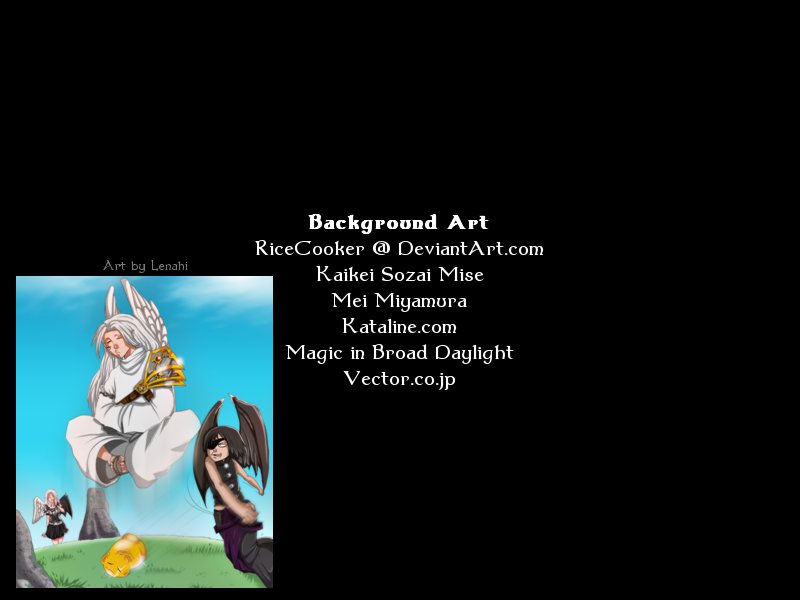 Background Art
RiceCooker @ DeviantArt.com
Art by Lenahi
Kaikei Sozai Mise
Mei Miyamura
Kataline.com
Magic in Broad Daylight
Vector.co.jp